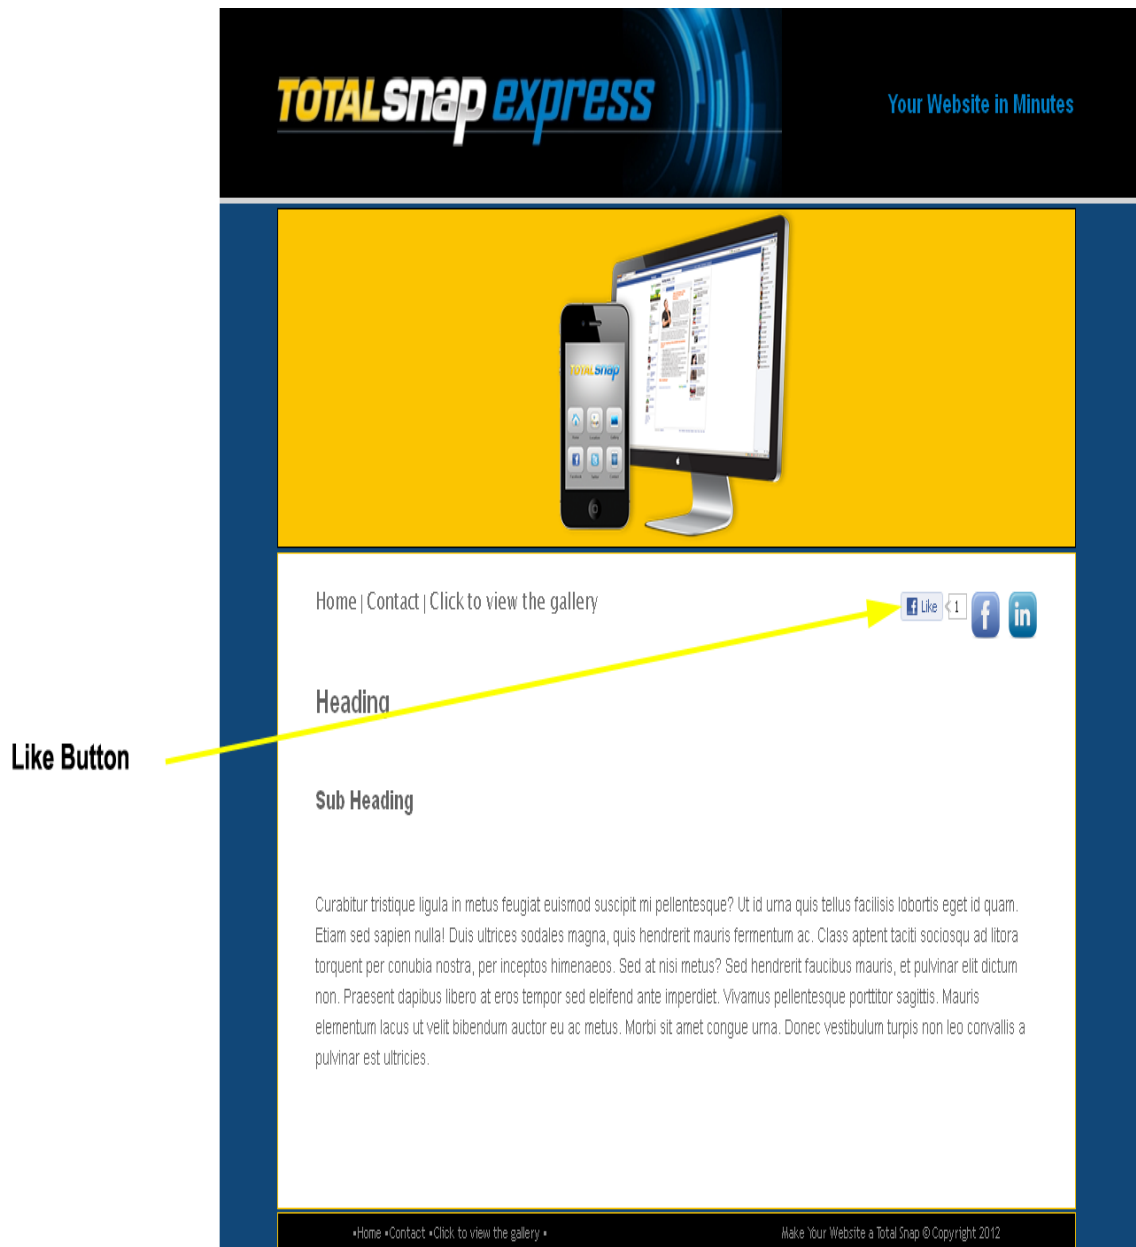 TOTALsnap express
Your Website in Minutes
TOTALsnap
Home | Contact | Click to view the gallery
Like 1
f in
Heading
Like Button
Sub Heading
Curabitur tristique ligula in metus feugiat euismod suscipit mi pellentesque? Ut id urna quis tellus facilisis lobortis eget id quam.
Etiam sed sapien nulla! Duis ultrices sodales magna, quis hendrerit mauris fermentum ac. Class aptent taciti sociosqu ad litora
torquent per conubia nostra, per inceptos himenaeos. Sed at nisi metus? Sed hendrerit faucibus mauris, et pulvinar elit dictum
non. Praesent dapibus libero at eros tempor sed eleifend ante imperdiet. Vivamus pellentesque porttitor sagittis. Mauris
elementum lacus ut velit bibendum auctor eu ac metus. Morbi sit amet congue urna. Donec vestibulum turpis non leo convallis a
pulvinar est ultricies.
▪Home ▪Contact ▪Click to view the gallery ▪
Make Your Website a Total Snap © Copyright 2012